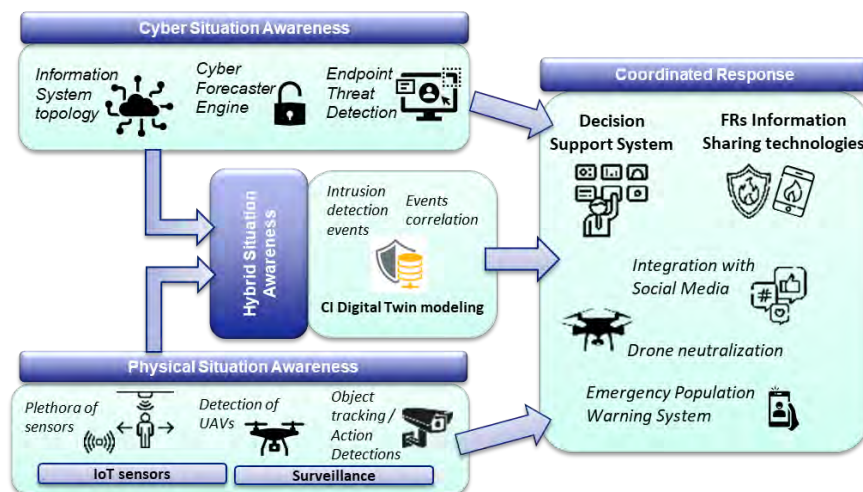 Cyber Situation Awareness
Information
System
topology
Cyber
Forecaster
Engine
Endpoint
Threat
Detection
Hybrid Situation
Awareness
Intrusion
detection
events
Events
correlation
CI Digital Twin modeling
Physical Situation Awareness
Plethora of
sensors
Detection of
UAVs
Object
tracking /
Action
Detections
IoT sensors
Surveillance
Coordinated Response
Decision
Support System
FRs Information
Sharing technologies
Integration with
Social Media
#
Drone neutralization
Emergency Population
Warning System